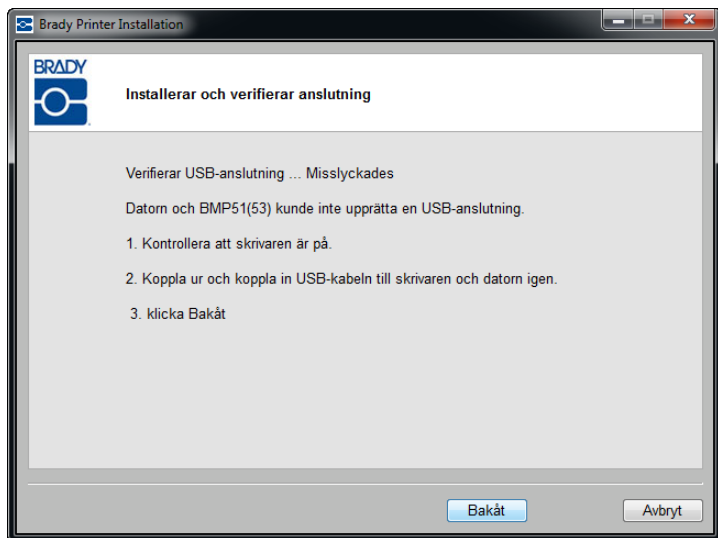 Brady Printer Installation
BRADY
Installerar och verifierar anslutning
Verifierar USB-anslutning ... Misslyckades
Datorn och BMP51(53) kunde inte upprätta en USB-anslutning.
1. Kontrollera att skrivaren är på.
2. Koppla ur och koppla in USB-kabeln till skrivaren och datorn igen.
3. klicka Bakåt
Bakåt
Avbryt